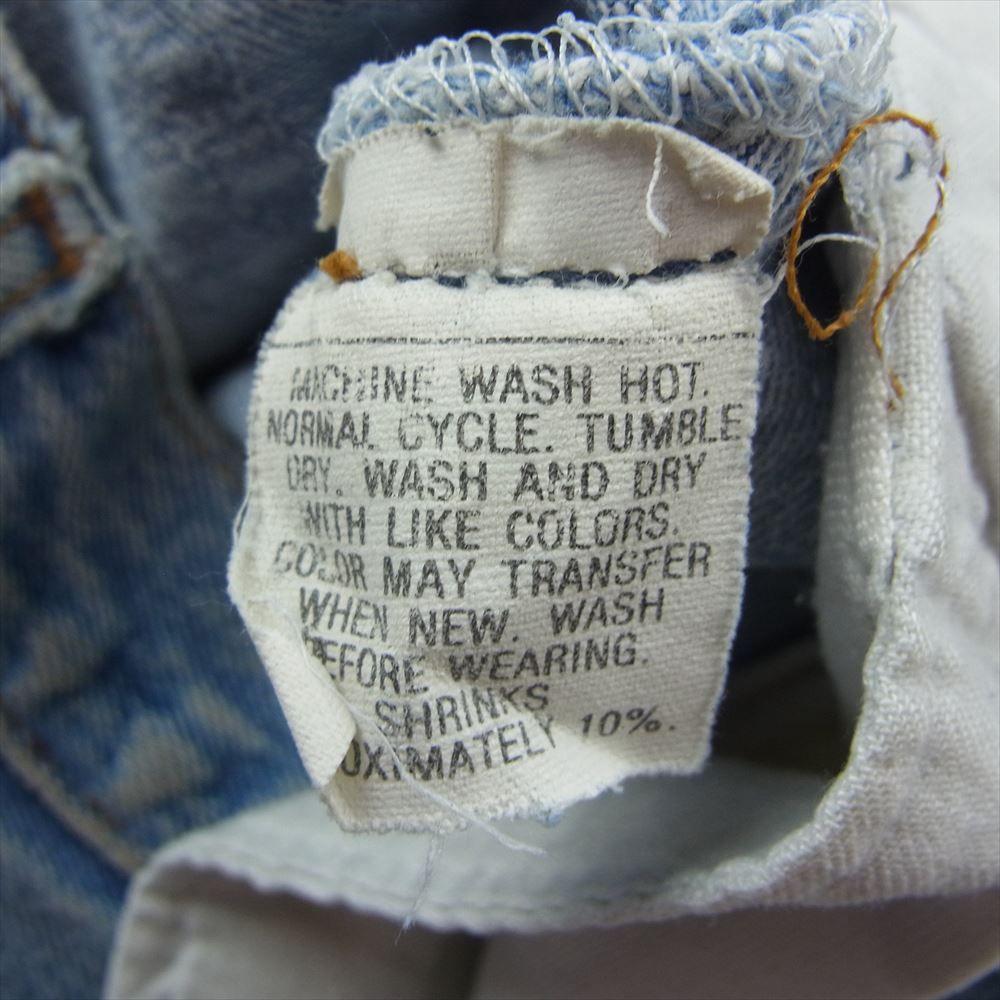 MACHINE WASH HOT.
NORMAL CYCLE. TUMBLE
DRY. WASH AND DRY
WITH LIKE COLORS.
COLOR MAY TRANSFER
WHEN NEW. WASH
BEFORE WEARING.
SHRINKS
OXIMATELY 10%.